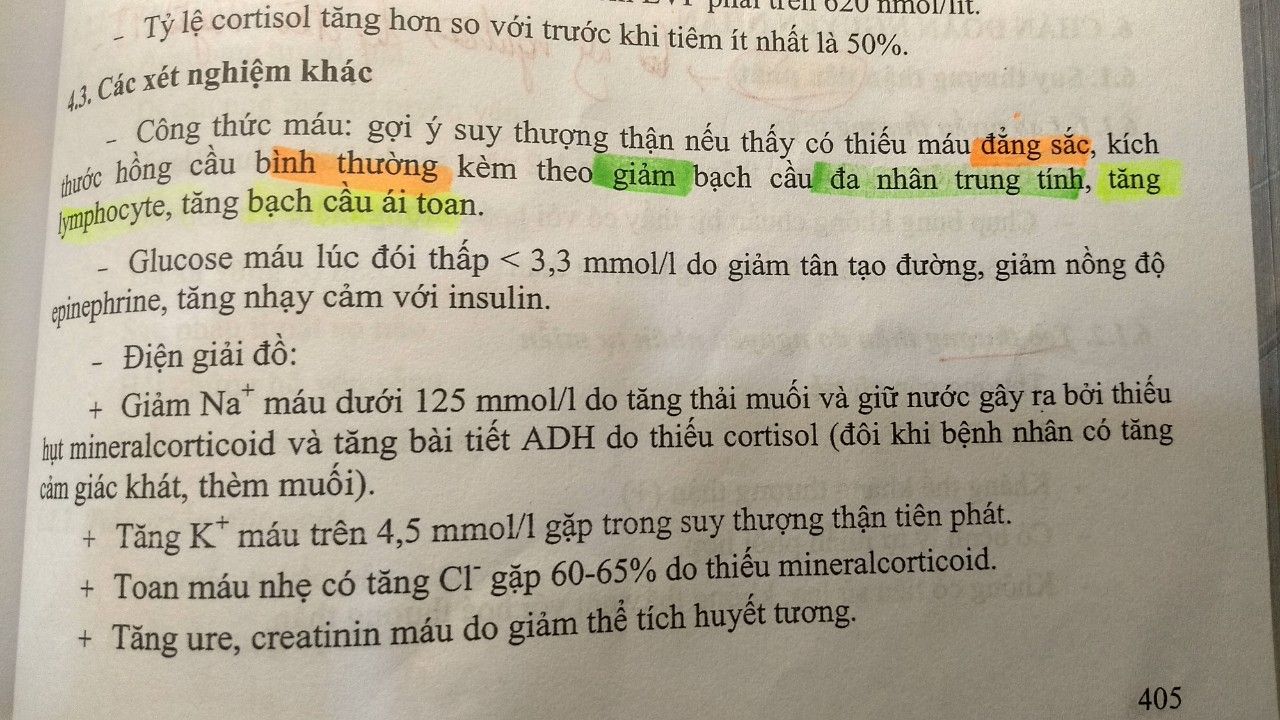 phải trên 620 nmol/lít.
- Tỷ lệ cortisol tăng hơn so với trước khi tiêm ít nhất là 50%.
4.3. Các xét nghiệm khác
- Công thức máu: gợi ý suy thượng thận nếu thấy có thiếu máu đẳng sắc, kích
thước hồng cầu bình thường kèm theo giảm bạch cầu đa nhân trung tính, tăng
lymphocyte, tăng bạch cầu ái toan.
- Glucose máu lúc đói thấp < 3,3 mmol/l do giảm tân tạo đường, giảm nồng độ
epinephrine, tăng nhạy cảm với insulin.
- Điện giải đồ:
+ Giảm Na⁺ máu dưới 125 mmol/l do tăng thải muối và giữ nước gây ra bởi thiếu
hụt mineralcorticoid và tăng bài tiết ADH do thiếu cortisol (đôi khi bệnh nhân có tăng
cảm giác khát, thèm muối).
+ Tăng K⁺ máu trên 4,5 mmol/l gặp trong suy thượng thận tiên phát.
+ Toan máu nhẹ có tăng Cl⁻ gặp 60-65% do thiếu mineralcorticoid.
+ Tăng ure, creatinin máu do giảm thể tích huyết tương.
405